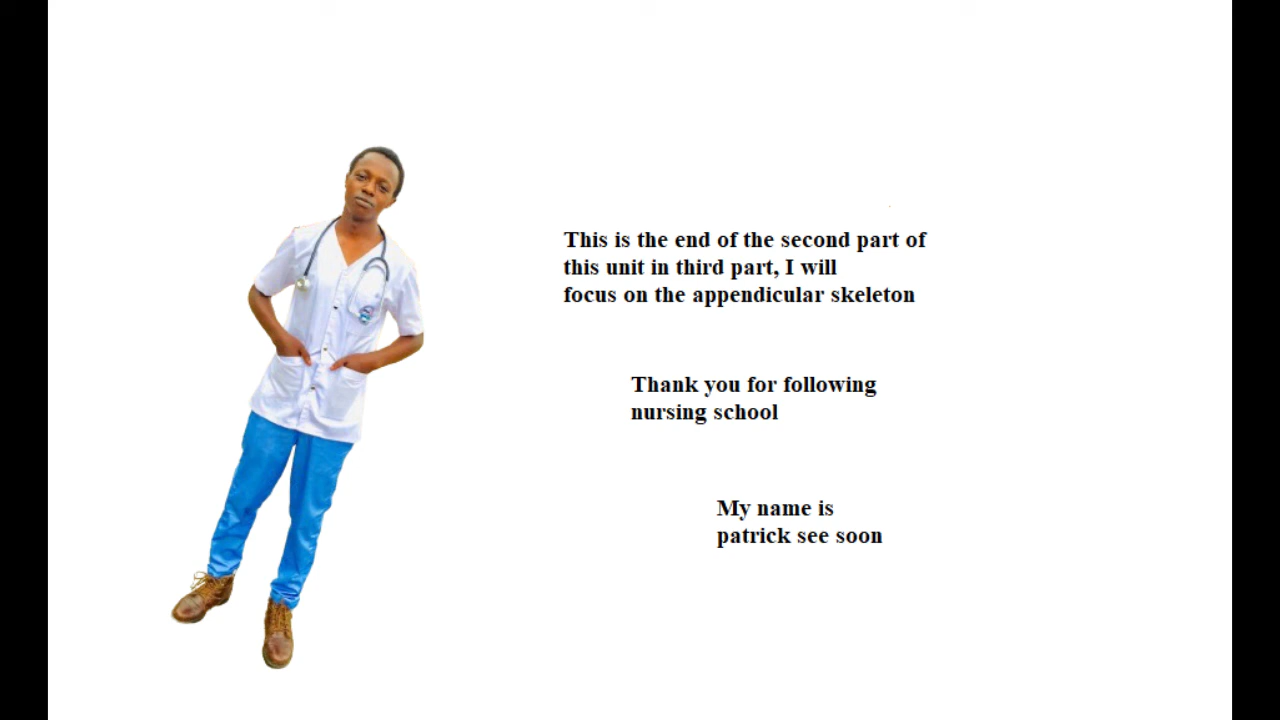 This is the end of the second part of
this unit in third part, I will
focus on the appendicular skeleton
Thank you for following
nursing school
My name is
patrick see soon